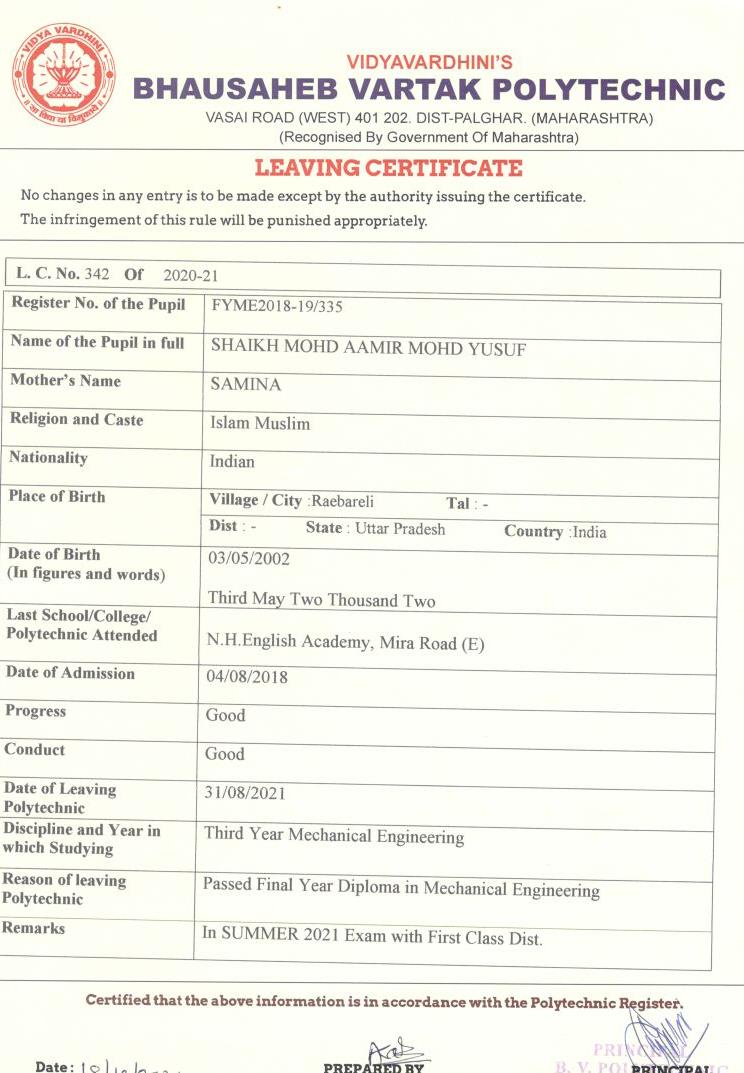 VIDYA VARDHINI
॥ सा विद्या या विमुक्तये ॥
VIDYAVARDHINI'S
BHAUSAHEB VARTAK POLYTECHNIC
VASAI ROAD (WEST) 401 202. DIST-PALGHAR. (MAHARASHTRA)
(Recognised By Government Of Maharashtra)
LEAVING CERTIFICATE
No changes in any entry is to be made except by the authority issuing the certificate.
The infringement of this rule will be punished appropriately.
L. C. No. 342 Of 2020-21
Register No. of the Pupil FYME2018-19/335
Name of the Pupil in full SHAIKH MOHD AAMIR MOHD YUSUF
Mother's Name SAMINA
Religion and Caste Islam Muslim
Nationality Indian
Place of Birth Village / City :Raebareli Tal : -
Dist : - State : Uttar Pradesh Country :India
Date of Birth 03/05/2002
(In figures and words)
Third May Two Thousand Two
Last School/College/
Polytechnic Attended N.H.English Academy, Mira Road (E)
Date of Admission 04/08/2018
Progress Good
Conduct Good
Date of Leaving 31/08/2021
Polytechnic
Discipline and Year in Third Year Mechanical Engineering
which Studying
Reason of leaving Passed Final Year Diploma in Mechanical Engineering
Polytechnic
Remarks In SUMMER 2021 Exam with First Class Dist.
Certified that the above information is in accordance with the Polytechnic Register.
PRINCIPAL
Date: PREPARED BY B. V. PRINCIPAL